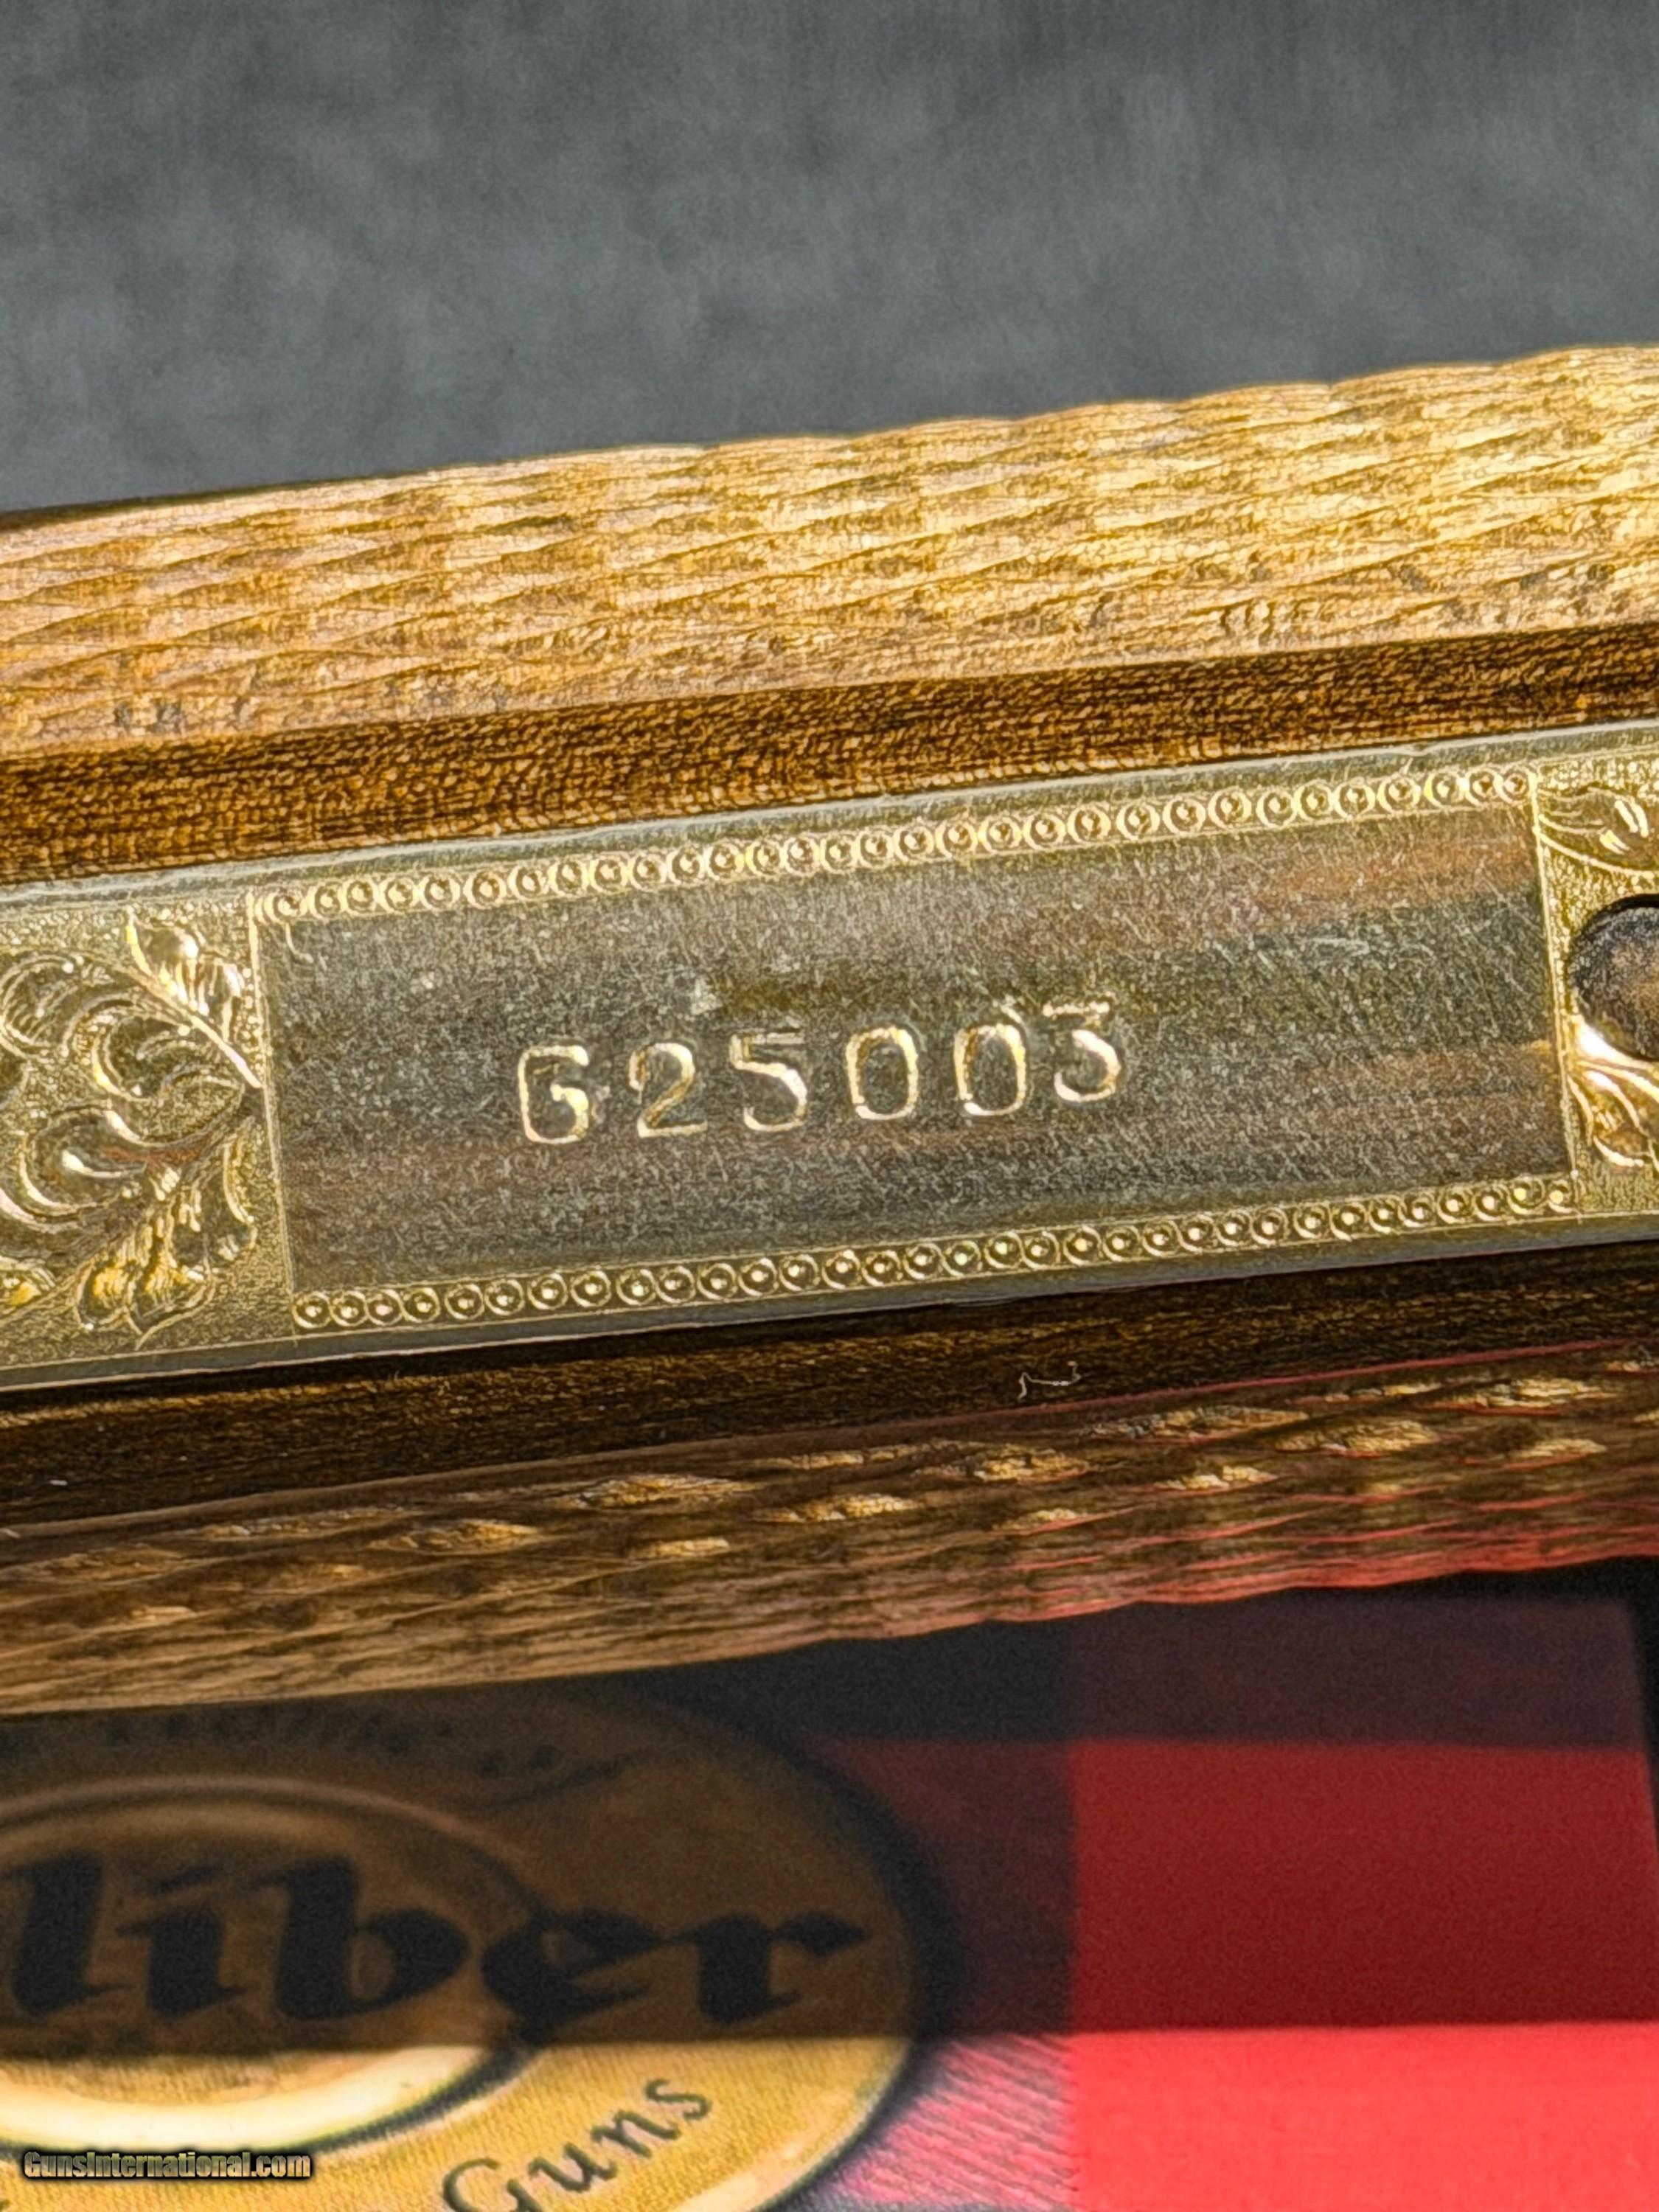 G25003
liber
Guns
GunsInternational.com